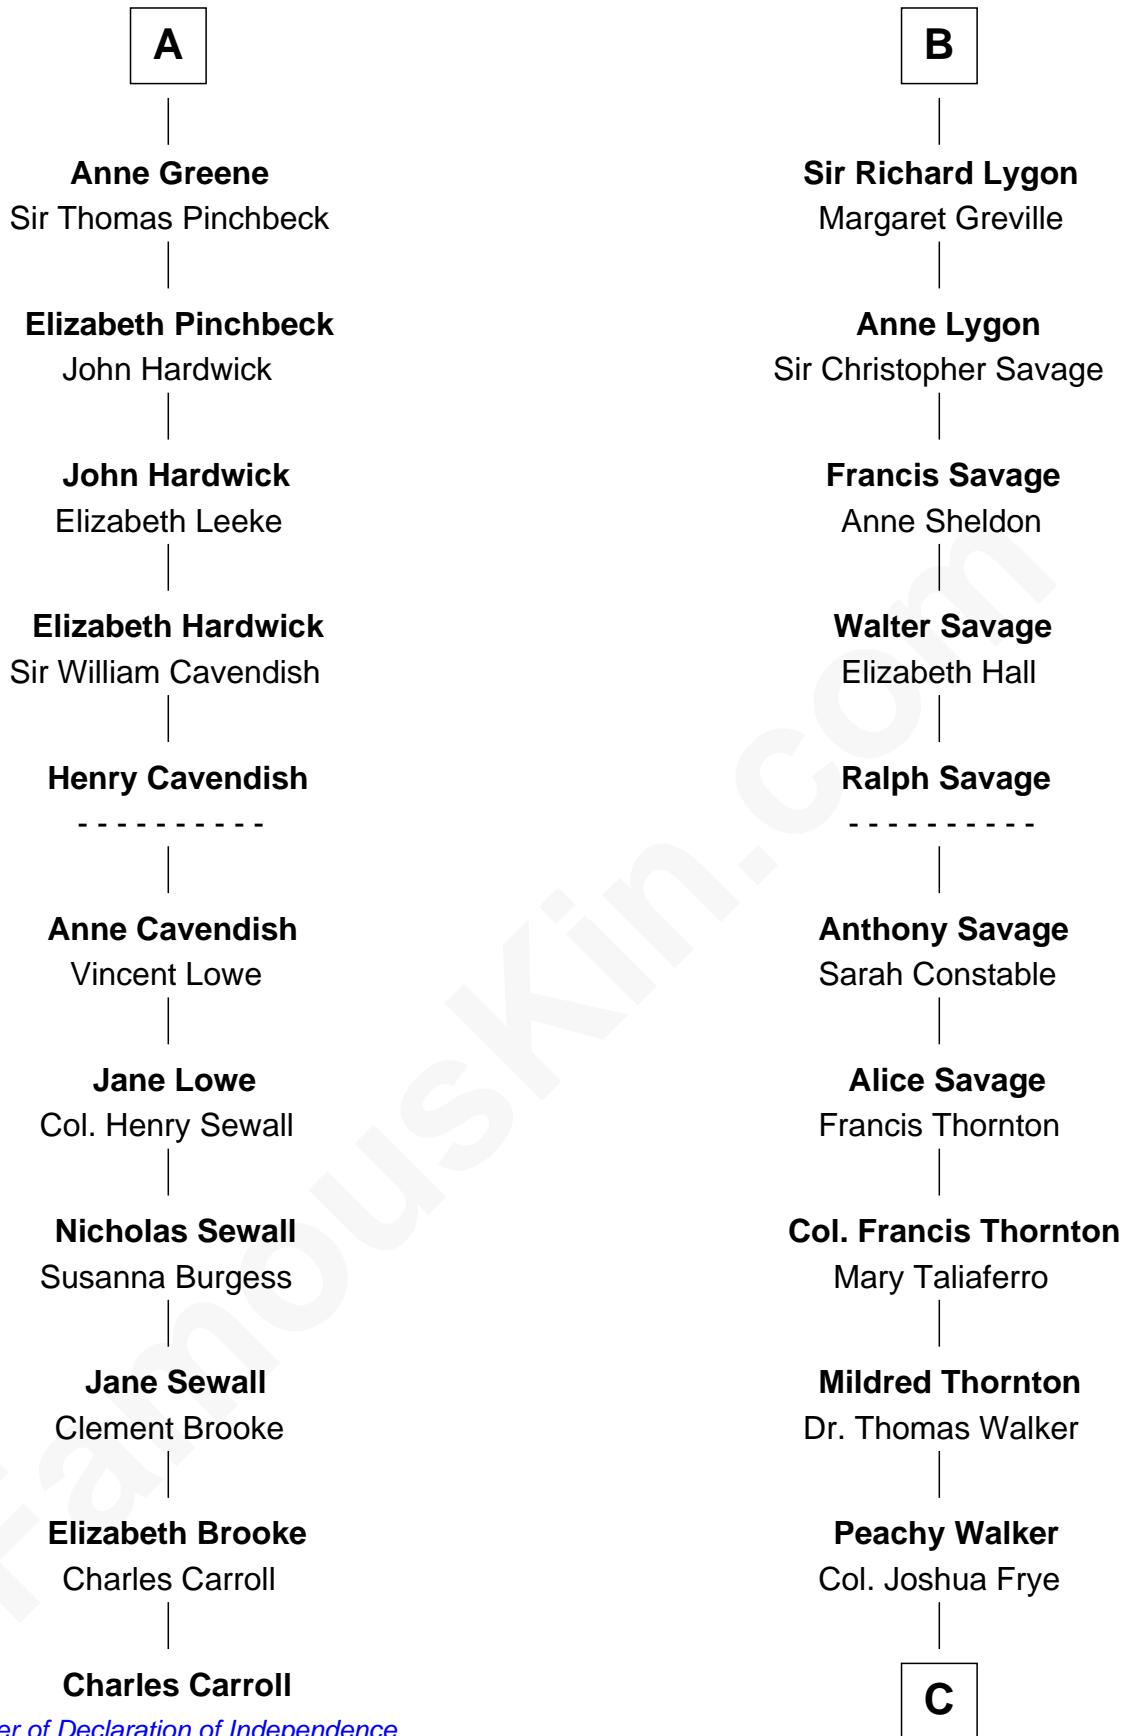 A
Anne Greene
Sir Thomas Pinchbeck
Elizabeth Pinchbeck
John Hardwick
John Hardwick
Elizabeth Leeke
Elizabeth Hardwick
Sir William Cavendish
Henry Cavendish
- - - - - - - - - -
Anne Cavendish
Vincent Lowe
Jane Lowe
Col. Henry Sewall
Nicholas Sewall
Susanna Burgess
Jane Sewall
Clement Brooke
Elizabeth Brooke
Charles Carroll
Charles Carroll
of Declaration of Independence
B
Sir Richard Lygon
Margaret Greville
Anne Lygon
Sir Christopher Savage
Francis Savage
Anne Sheldon
Walter Savage
Elizabeth Hall
Ralph Savage
- - - - - - - - - -
Anthony Savage
Sarah Constable
Alice Savage
Francis Thornton
Col. Francis Thornton
Mary Taliaferro
Mildred Thornton
Dr. Thomas Walker
Peachy Walker
Col. Joshua Frye
C
FamousKin.com